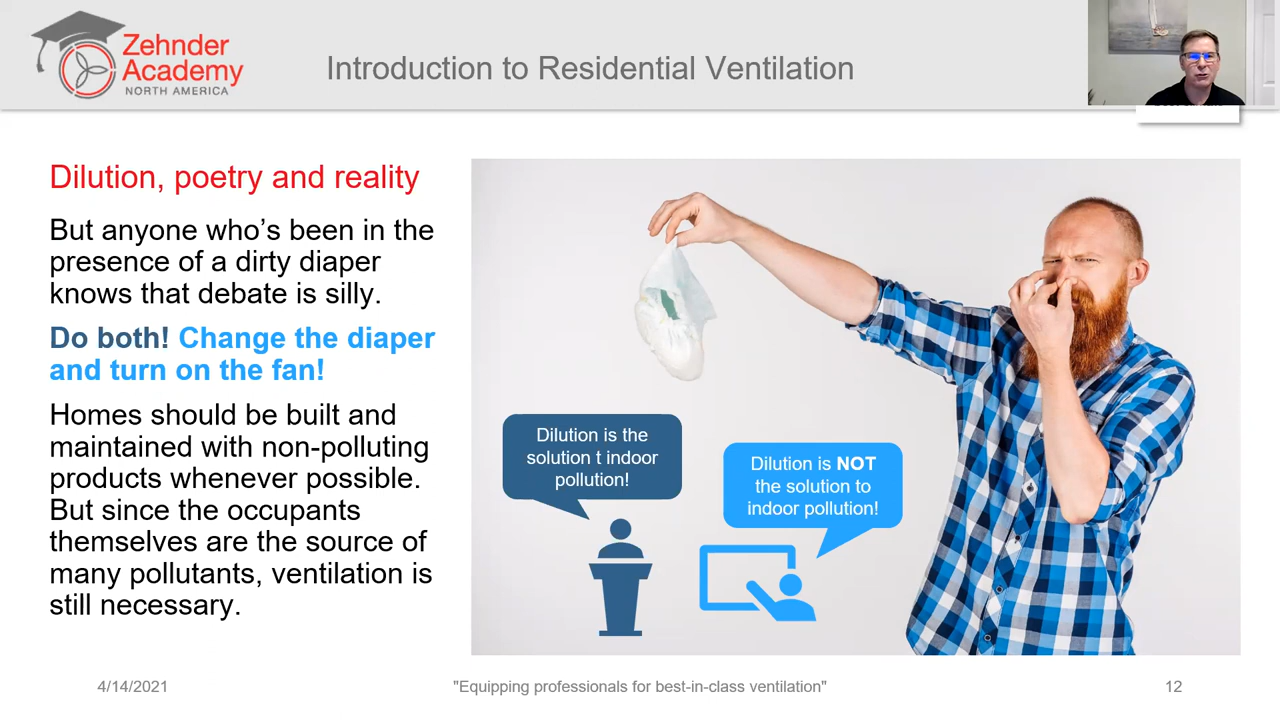 Zehnder
Academy
NORTH AMERICA
Introduction to Residential Ventilation
Dilution, poetry and reality
But anyone who’s been in the
presence of a dirty diaper
knows that debate is silly.
Do both! Change the diaper
and turn on the fan!
Homes should be built and
maintained with non-polluting
products whenever possible.
But since the occupants
themselves are the source of
many pollutants, ventilation is
still necessary.
Dilution is the
solution t indoor
pollution!
Dilution is NOT
the solution to
indoor pollution!
4/14/2021
"Equipping professionals for best-in-class ventilation"
12